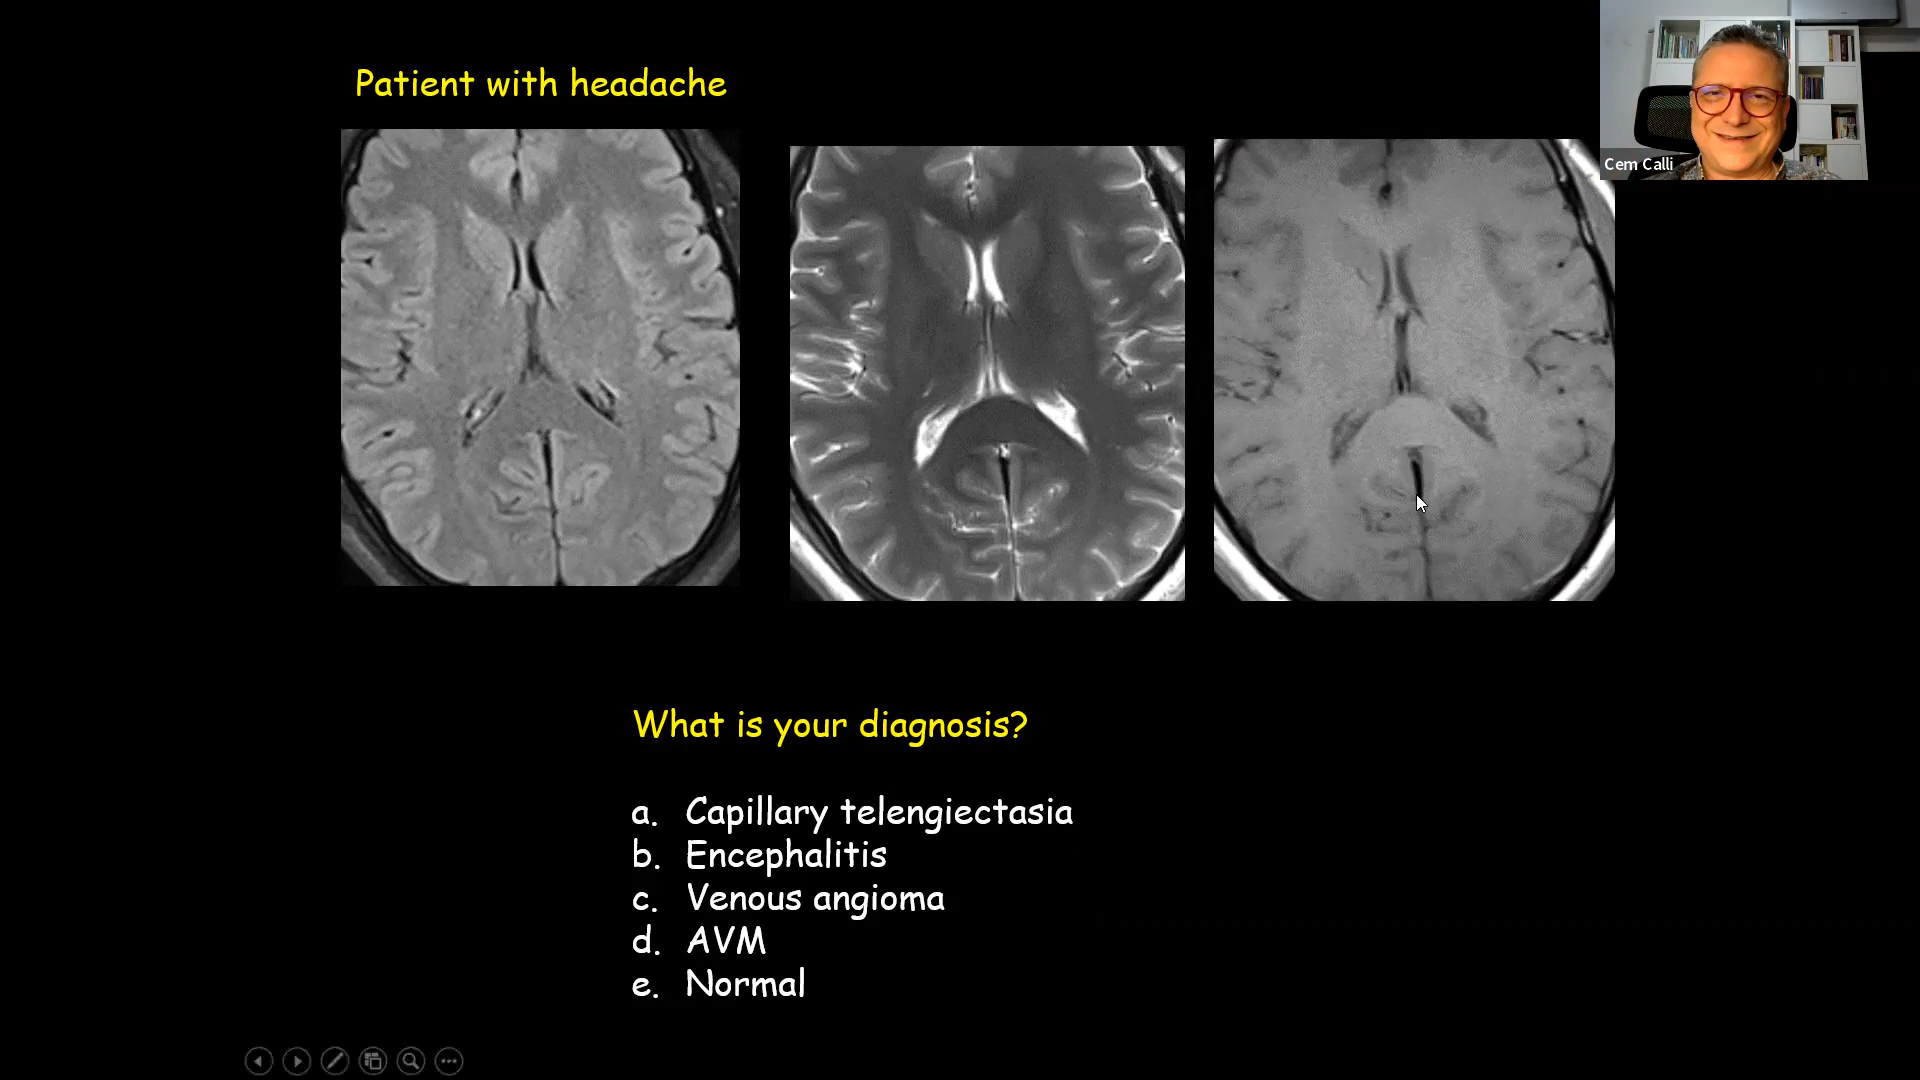 Patient with headache
Cem Calli
What is your diagnosis?
a. Capillary telengiectasia
b. Encephalitis
c. Venous angioma
d. AVM
e. Normal